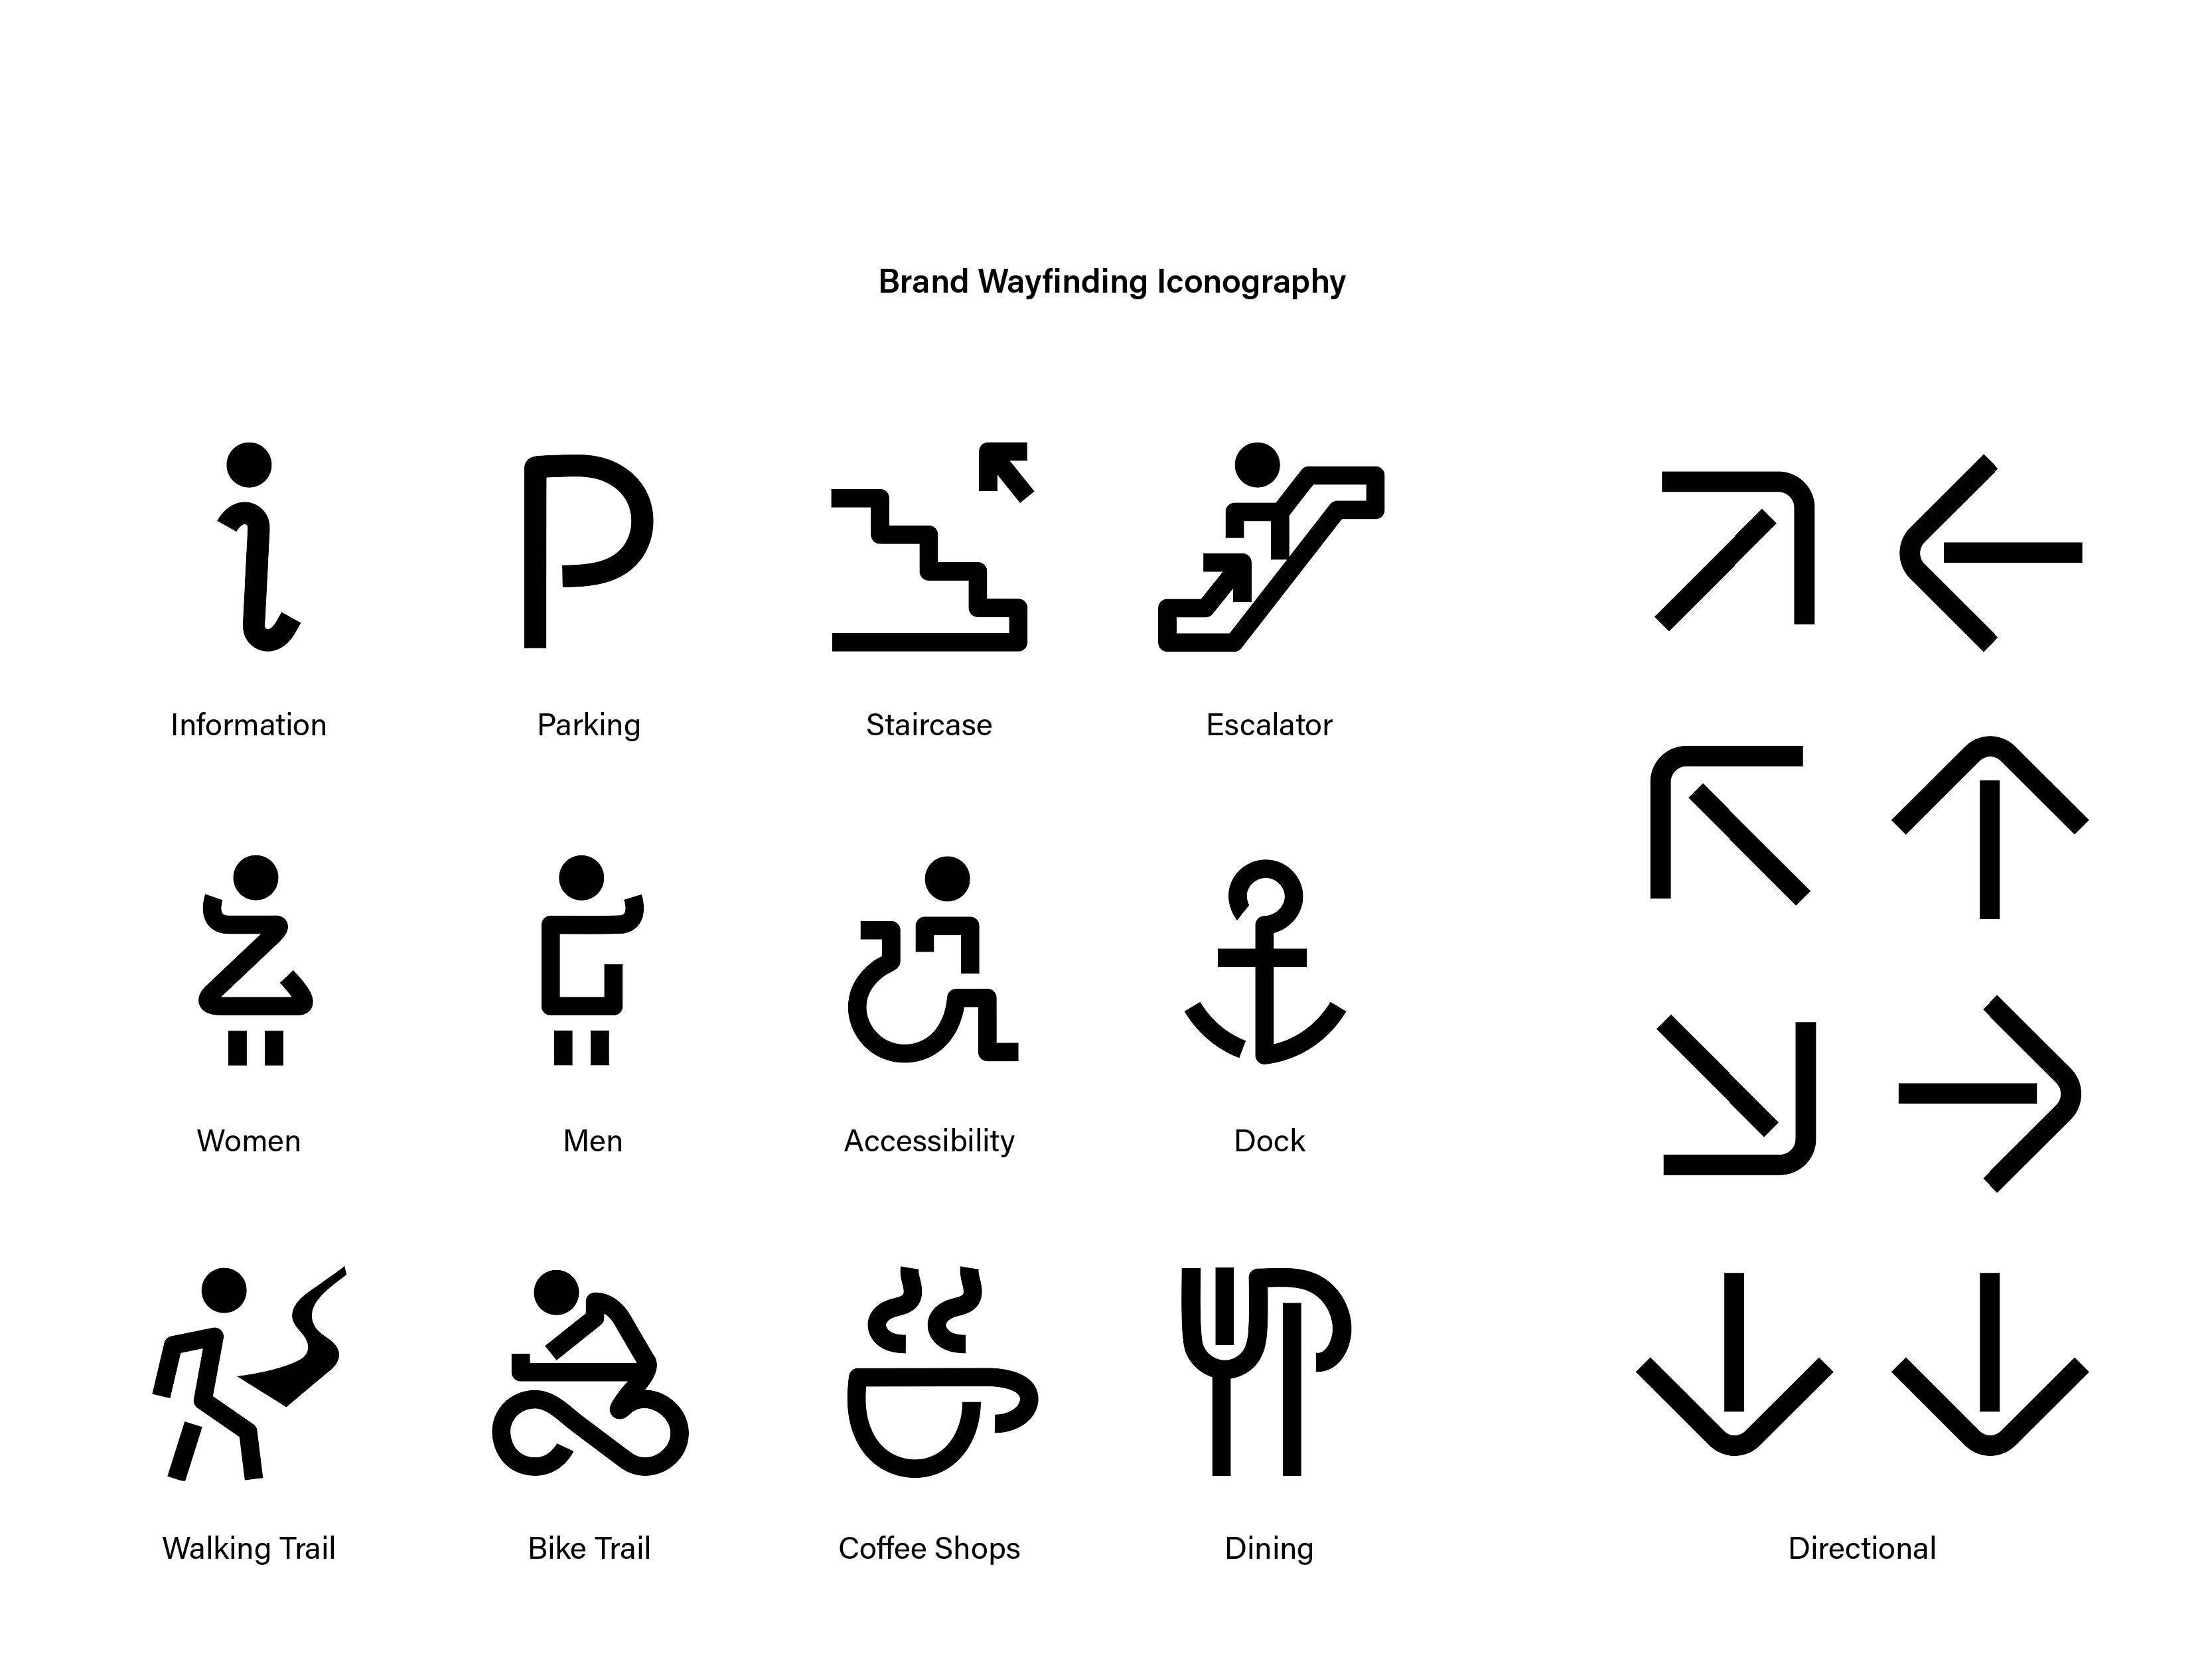 Brand Wayfinding Iconography
Information
Parking
Staircase
Escalator
Women
Men
Accessibility
Dock
Walking Trail
Bike Trail
Coffee Shops
Dining
Directional